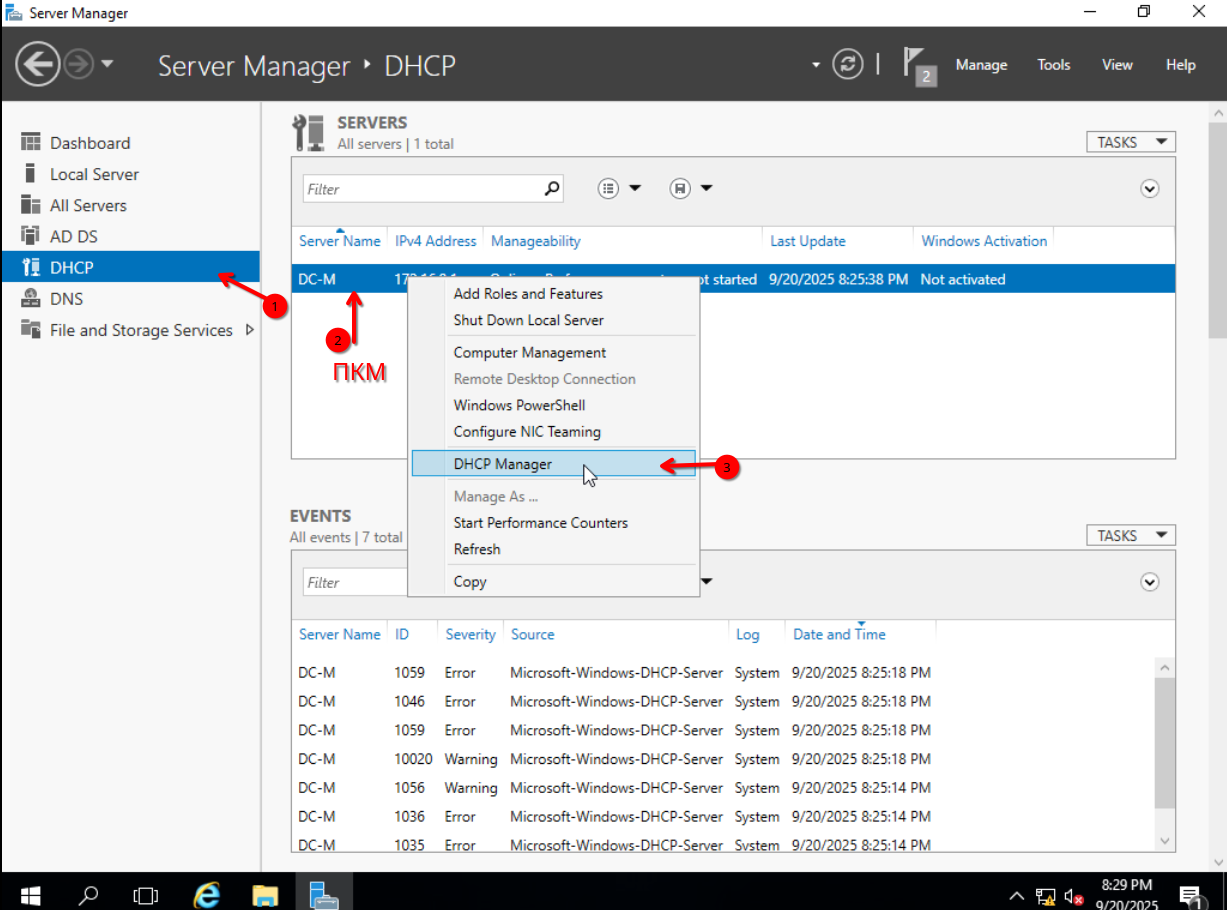 Server Manager
Server Manager ‣ DHCP
2
Manage Tools View Help
Dashboard
Local Server
All Servers
AD DS
DHCP
DNS
File and Storage Services
1
SERVERS
All servers | 1 total
TASKS
Filter
Server Name IPv4 Address Manageability Last Update Windows Activation
DC-M ot started 9/20/2025 8:25:38 PM Not activated
2
ПКМ
Add Roles and Features
Shut Down Local Server
Computer Management
Remote Desktop Connection
Windows PowerShell
Configure NIC Teaming
DHCP Manager
3
Manage As ...
Start Performance Counters
Refresh
Copy
EVENTS
All events | 7 total
TASKS
Filter
Server Name ID Severity Source Log Date and Time
DC-M 1059 Error Microsoft-Windows-DHCP-Server System 9/20/2025 8:25:18 PM
DC-M 1046 Error Microsoft-Windows-DHCP-Server System 9/20/2025 8:25:18 PM
DC-M 1059 Error Microsoft-Windows-DHCP-Server System 9/20/2025 8:25:18 PM
DC-M 10020 Warning Microsoft-Windows-DHCP-Server System 9/20/2025 8:25:18 PM
DC-M 1056 Warning Microsoft-Windows-DHCP-Server System 9/20/2025 8:25:14 PM
DC-M 1036 Error Microsoft-Windows-DHCP-Server System 9/20/2025 8:25:14 PM
DC-M 1035 Error Microsoft-Windows-DHCP-Server System 9/20/2025 8:25:14 PM
8:29 PM
9/20/2025
1